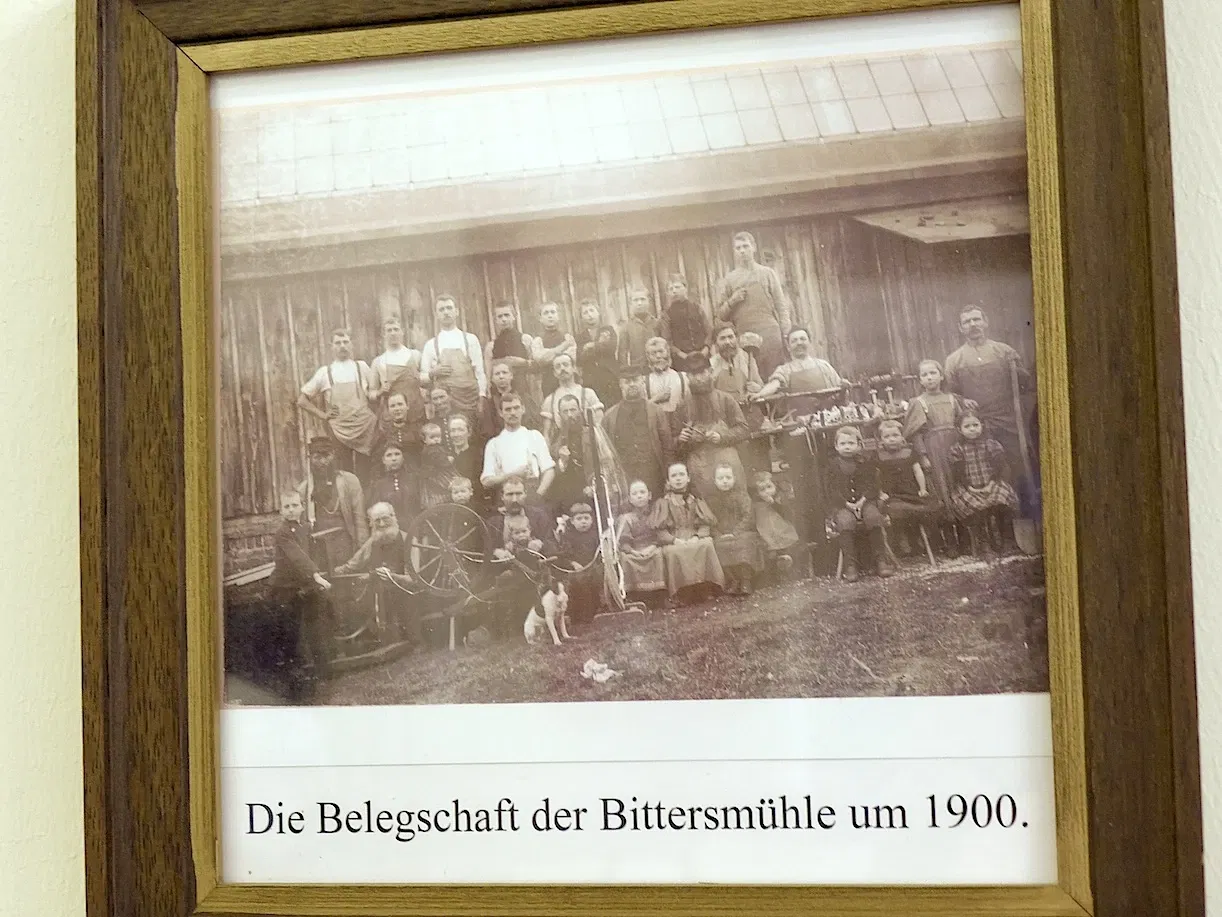 Die Belegschaft der Bittersmühle um 1900.